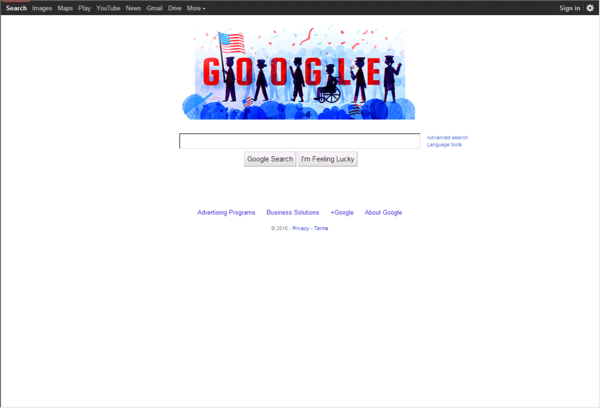 Search Images Maps Play YouTube News Gmail Drive More Sign in
GOOGLE
Advanced search
Language tools
Google Search I'm Feeling Lucky
Advertising Programs Business Solutions +Google About Google
© 2016 - Privacy - Terms